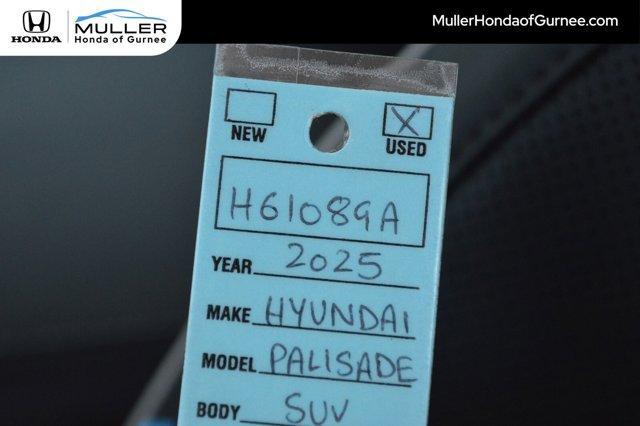 HONDA
MULLER
Honda of Gurnee
MullerHondaofGurnee.com
NEW
X
USED
H61089A
YEAR 2025
MAKE HYUNDAI
MODEL PALISADE
BODY SUV